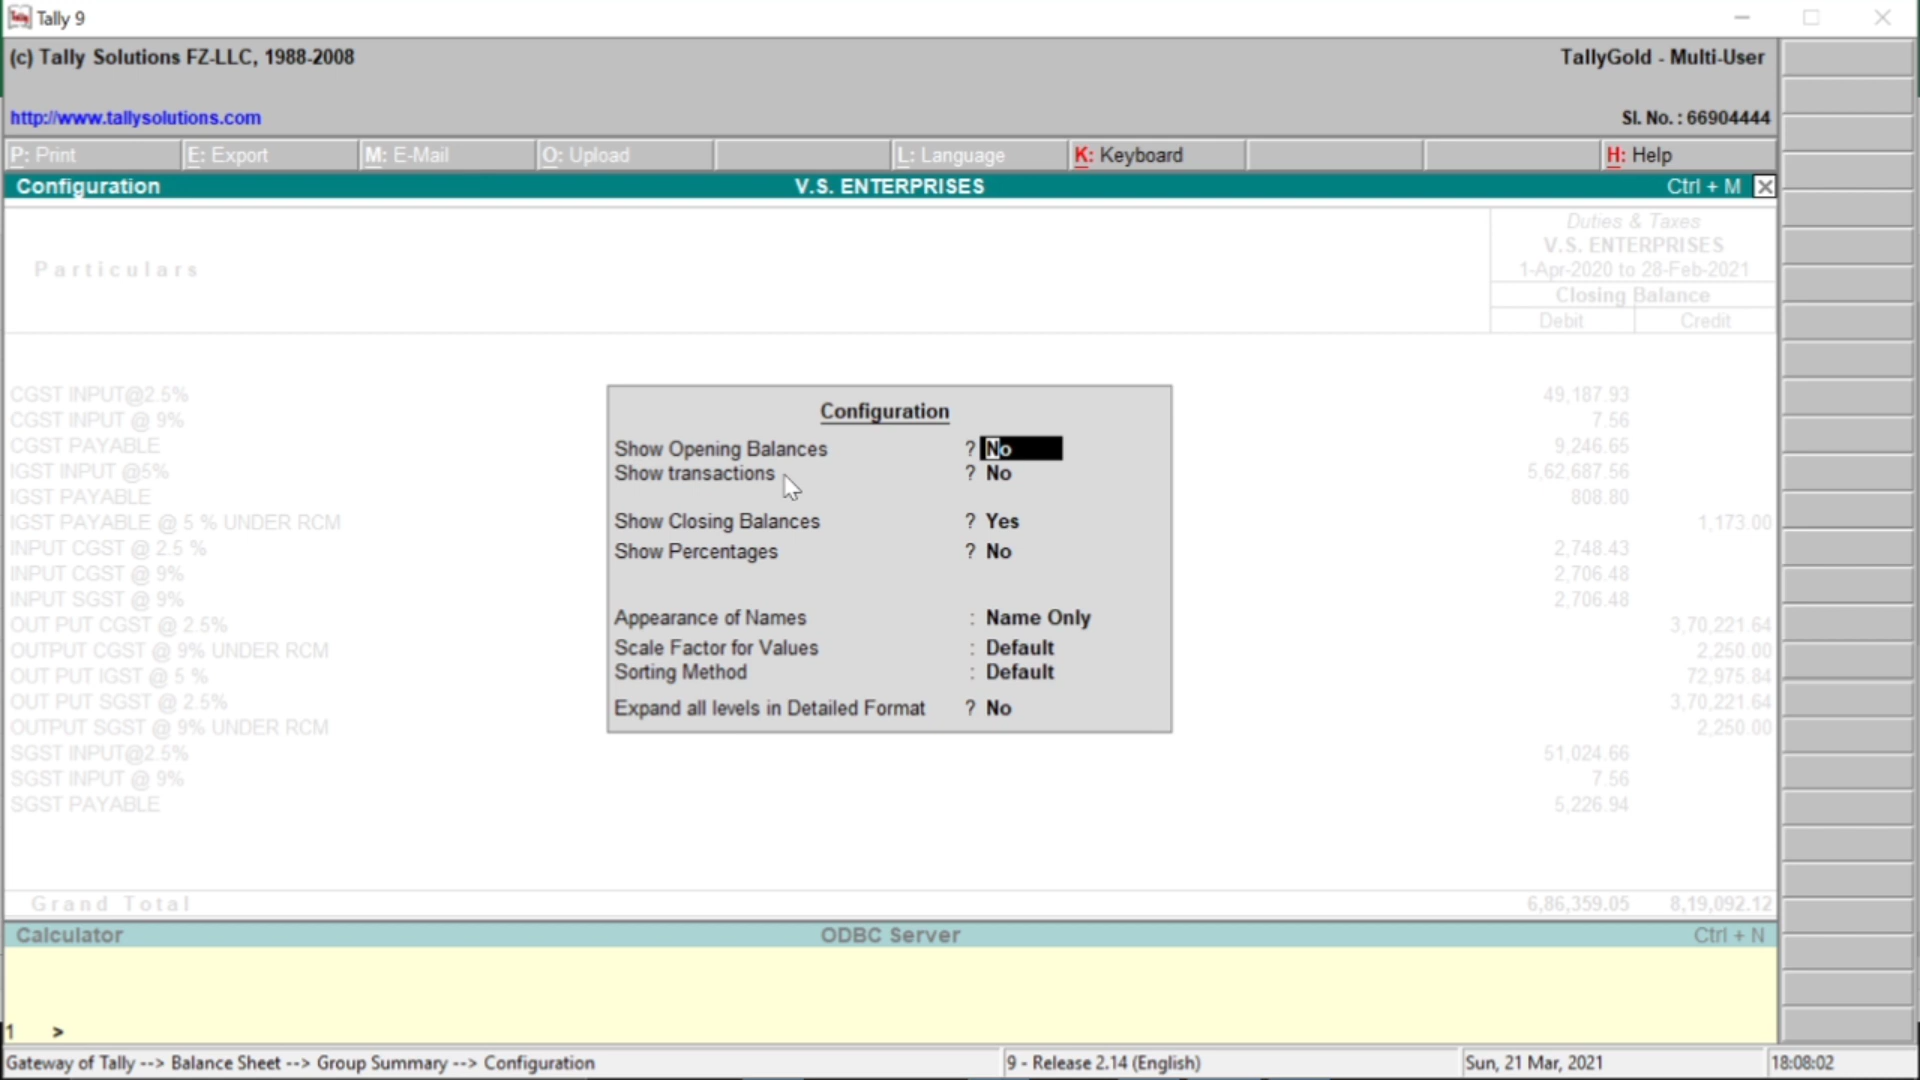 Tally 9
(c) Tally Solutions FZ-LLC, 1988-2008
TallyGold - Multi-User
http://www.tallysolutions.com
Sl. No. : 66904444
P: Print E: Export M: E-Mail O: Upload L: Language K: Keyboard H: Help
Configuration V.S. ENTERPRISES Ctrl + M
Particulars
Duties & Taxes
V.S. ENTERPRISES
1-Apr-2020 to 28-Feb-2021
Closing Balance
Debit Credit
CGST INPUT@2.5% 49,187.93
CGST INPUT @ 9% 7.56
CGST PAYABLE 9,246.65
IGST INPUT @5% 5,62,687.56
IGST PAYABLE 808.80
IGST PAYABLE @ 5 % UNDER RCM 1,173.00
INPUT CGST @ 2.5 % 2,748.43
INPUT CGST @ 9% 2,706.48
INPUT SGST @ 9% 2,706.48
OUT PUT CGST @ 2.5% 3,70,221.64
OUTPUT CGST @ 9% UNDER RCM 2,250.00
OUT PUT IGST @ 5 % 72,975.84
OUT PUT SGST @ 2.5% 3,70,221.64
OUTPUT SGST @ 9% UNDER RCM 2,250.00
SGST INPUT@2.5% 51,024.66
SGST INPUT @ 9% 7.56
SGST PAYABLE 5,226.94
Grand Total 6,86,359.05 8,19,092.12
Configuration
Show Opening Balances ? No
Show transactions ? No
Show Closing Balances ? Yes
Show Percentages ? No
Appearance of Names : Name Only
Scale Factor for Values : Default
Sorting Method : Default
Expand all levels in Detailed Format ? No
Calculator ODBC Server Ctrl + N
1 >
Gateway of Tally --> Balance Sheet --> Group Summary --> Configuration
9 - Release 2.14 (English)
Sun, 21 Mar, 2021
18:08:02